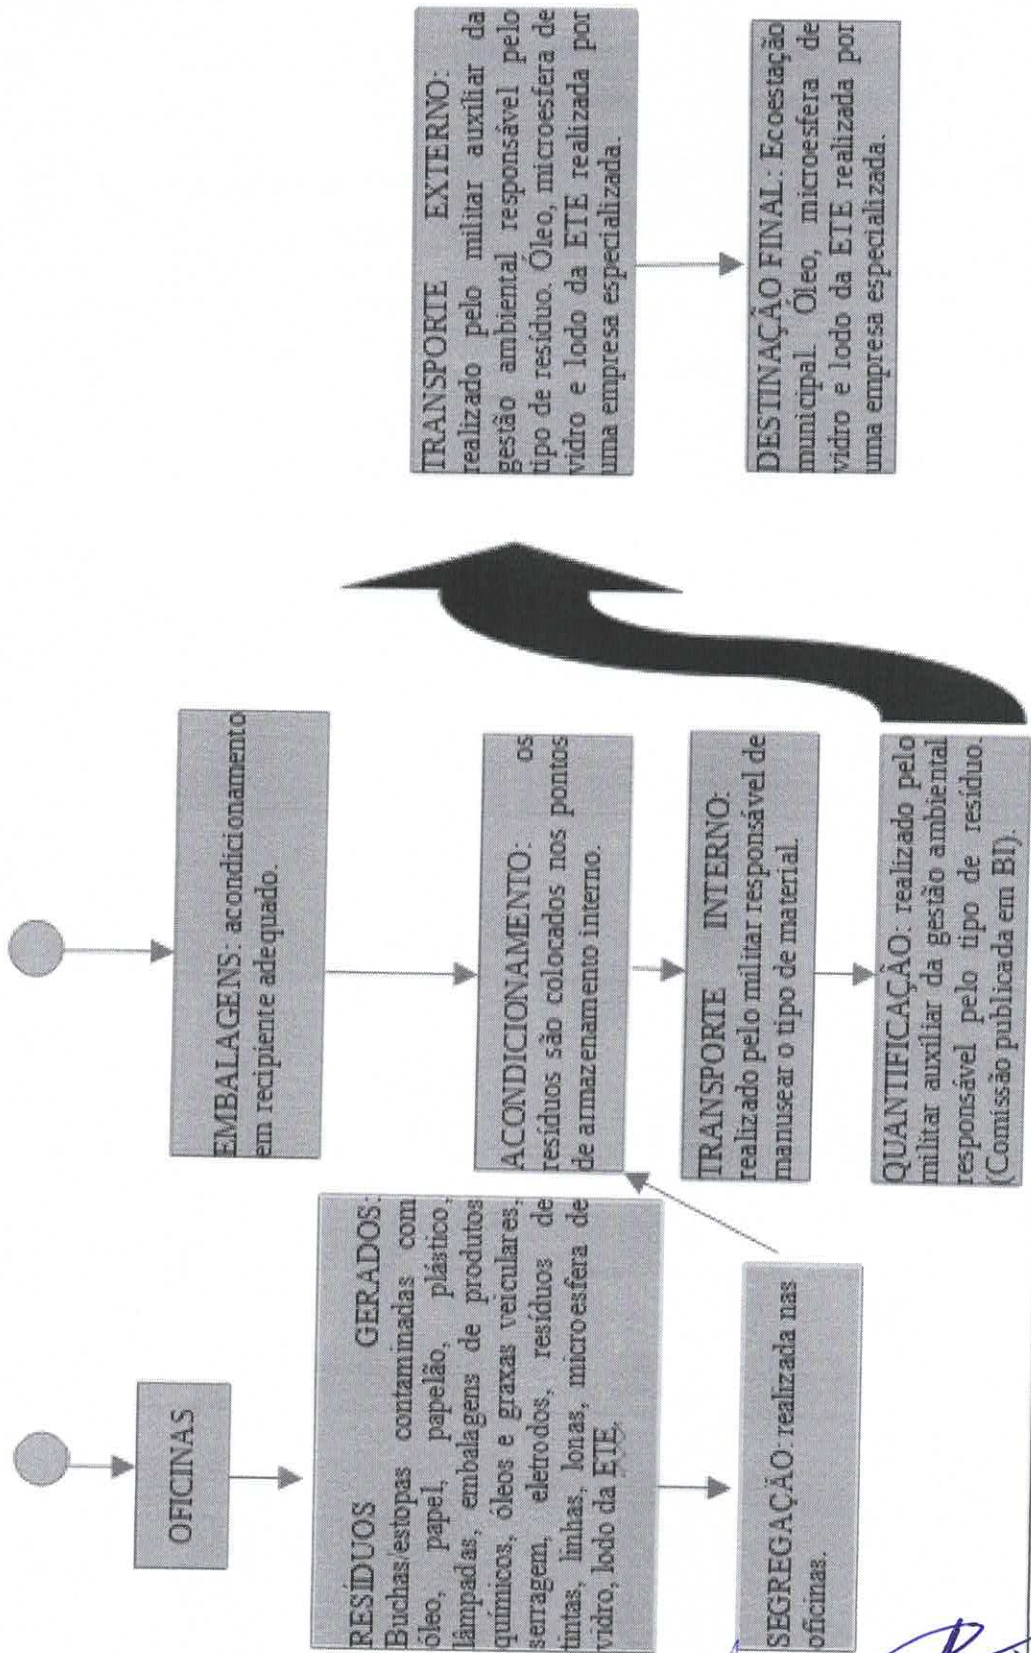 OFICINAS
RESÍDUOS GERADOS:
Buchas/estopas contaminadas com
óleo, papel, papelão, plástico,
lâmpadas, embalagens de produtos
químicos, óleos e graxas veiculares,
serragem, eletrodos, resíduos de
tintas, linhas, lonas, microesfera de
vidro, lodo da ETE.
SEGREGAÇÃO: realizada nas
oficinas.
EMBALAGENS: acondicionamento
em recipiente adequado.
ACONDICIONAMENTO: os
resíduos são colocados nos pontos
de armazenamento interno.
TRANSPORTE INTERNO:
realizado pelo militar responsável de
manusear o tipo de material.
QUANTIFICAÇÃO: realizado pelo
militar auxiliar da gestão ambiental
responsável pelo tipo de resíduo.
(Comissão publicada em BI).
TRANSPORTE EXTERNO:
realizado pelo militar auxiliar da
gestão ambiental responsável pelo
tipo de resíduo. Óleo, microesfera de
vidro e lodo da ETE realizada por
uma empresa especializada.
DESTINAÇÃO FINAL: Ecoestação
municipal. Óleo, microesfera de
vidro e lodo da ETE realizada por
uma empresa especializada.